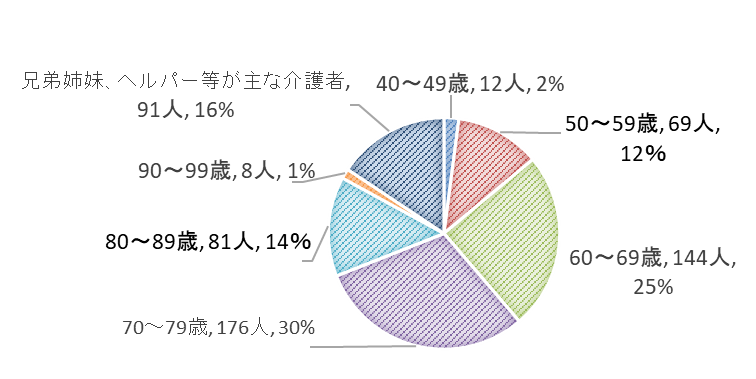 兄弟姉妹、ヘルパー等が主な介護者,
91人, 16%
40～49歳, 12人, 2%
50～59歳, 69人,
12%
90～99歳, 8人, 1%
80～89歳, 81人, 14%
60～69歳, 144人,
25%
70～79歳, 176人, 30%